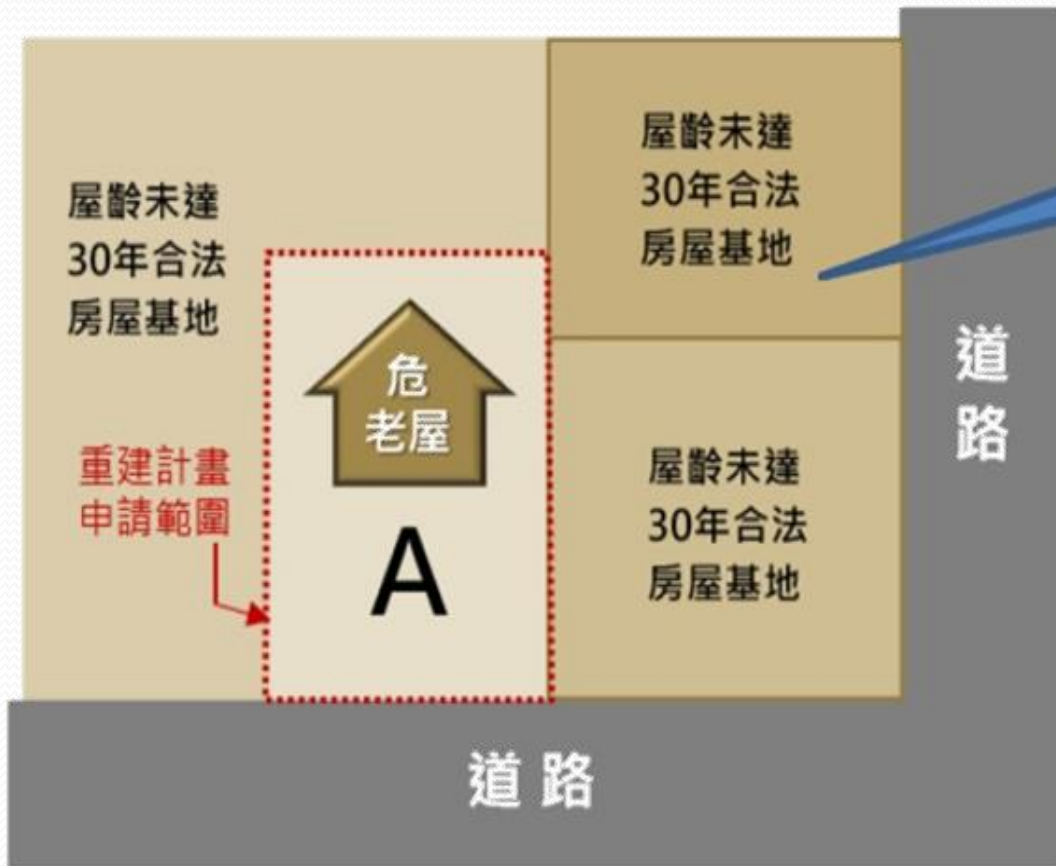 屋齡未達
30年合法
房屋基地
重建計畫
申請範圍
危
老屋
A
屋齡未達
30年合法
房屋基地
屋齡未達
30年合法
房屋基地
道
路
道路